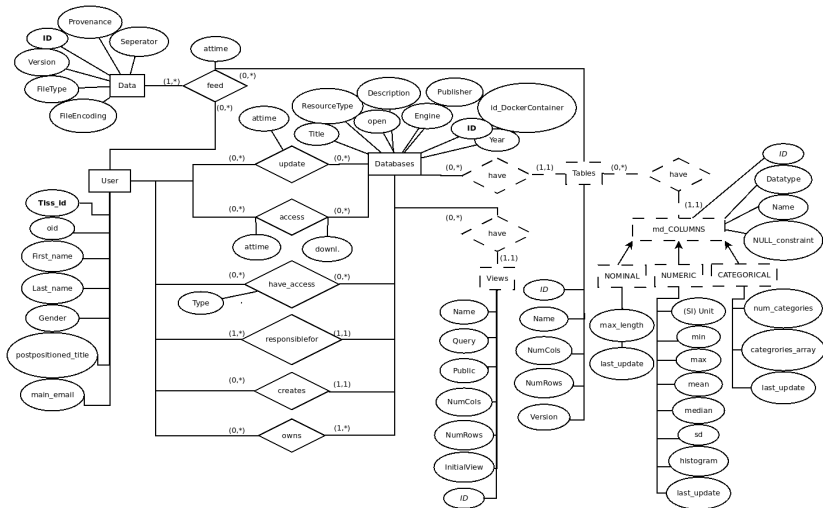 Provenance
ID
Seperator
Version
Data
FileType
FileEncoding
(1,*)
attime
feed
(0,*)
(0,*)
attime
ResourceType
Description
Publisher
id_DockerContainer
Title
open
Engine
ID
Year
User
(0,*)
update
(0,*)
Databases
(0,*)
have
(1,1)
Tables
(0,*)
have
(1,1)
ID
Datatype
Name
NULL_constraint
md_COLUMNS
Tiss_id
oid
First_name
Last_name
Gender
postpositioned_title
main_email
(0,*)
access
(0,*)
attime
downl.
(0,*)
have
(1,1)
Views
(0,*)
have_access
(0,*)
Type
(1,*)
responsiblefor
(1,1)
(0,*)
creates
(1,1)
(0,*)
owns
(1,*)
Name
Query
Public
NumCols
NumRows
InitialView
ID
ID
Name
NumCols
NumRows
Version
NOMINAL
NUMERIC
CATEGORICAL
max_length
last_update
(SI) Unit
min
max
mean
median
sd
histogram
last_update
num_categories
categrories_array
last_update